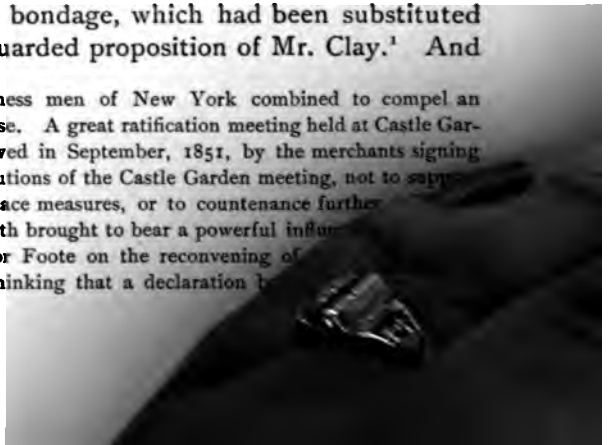 bondage, which had been substituted
uarded proposition of Mr. Clay.¹ And
ness men of New York combined to compel an
se. A great ratification meeting held at Castle Gar-
ved in September, 1851, by the merchants signing
utions of the Castle Garden meeting, not to
ace measures, or to countenance further
th brought to bear a powerful
or Foote on the reconvening of
hinking that a declaration